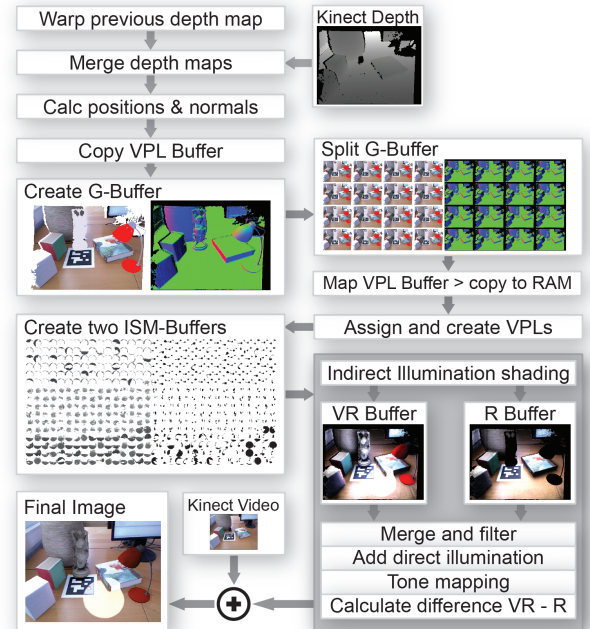 Warp previous depth map
Kinect Depth
Merge depth maps
Calc positions & normals
Copy VPL Buffer
Split G-Buffer
Create G-Buffer
Map VPL Buffer > copy to RAM
Create two ISM-Buffers
Assign and create VPLs
Indirect Illumination shading
VR Buffer
R Buffer
Final Image
Kinect Video
Merge and filter
Add direct illumination
Tone mapping
Calculate difference VR - R